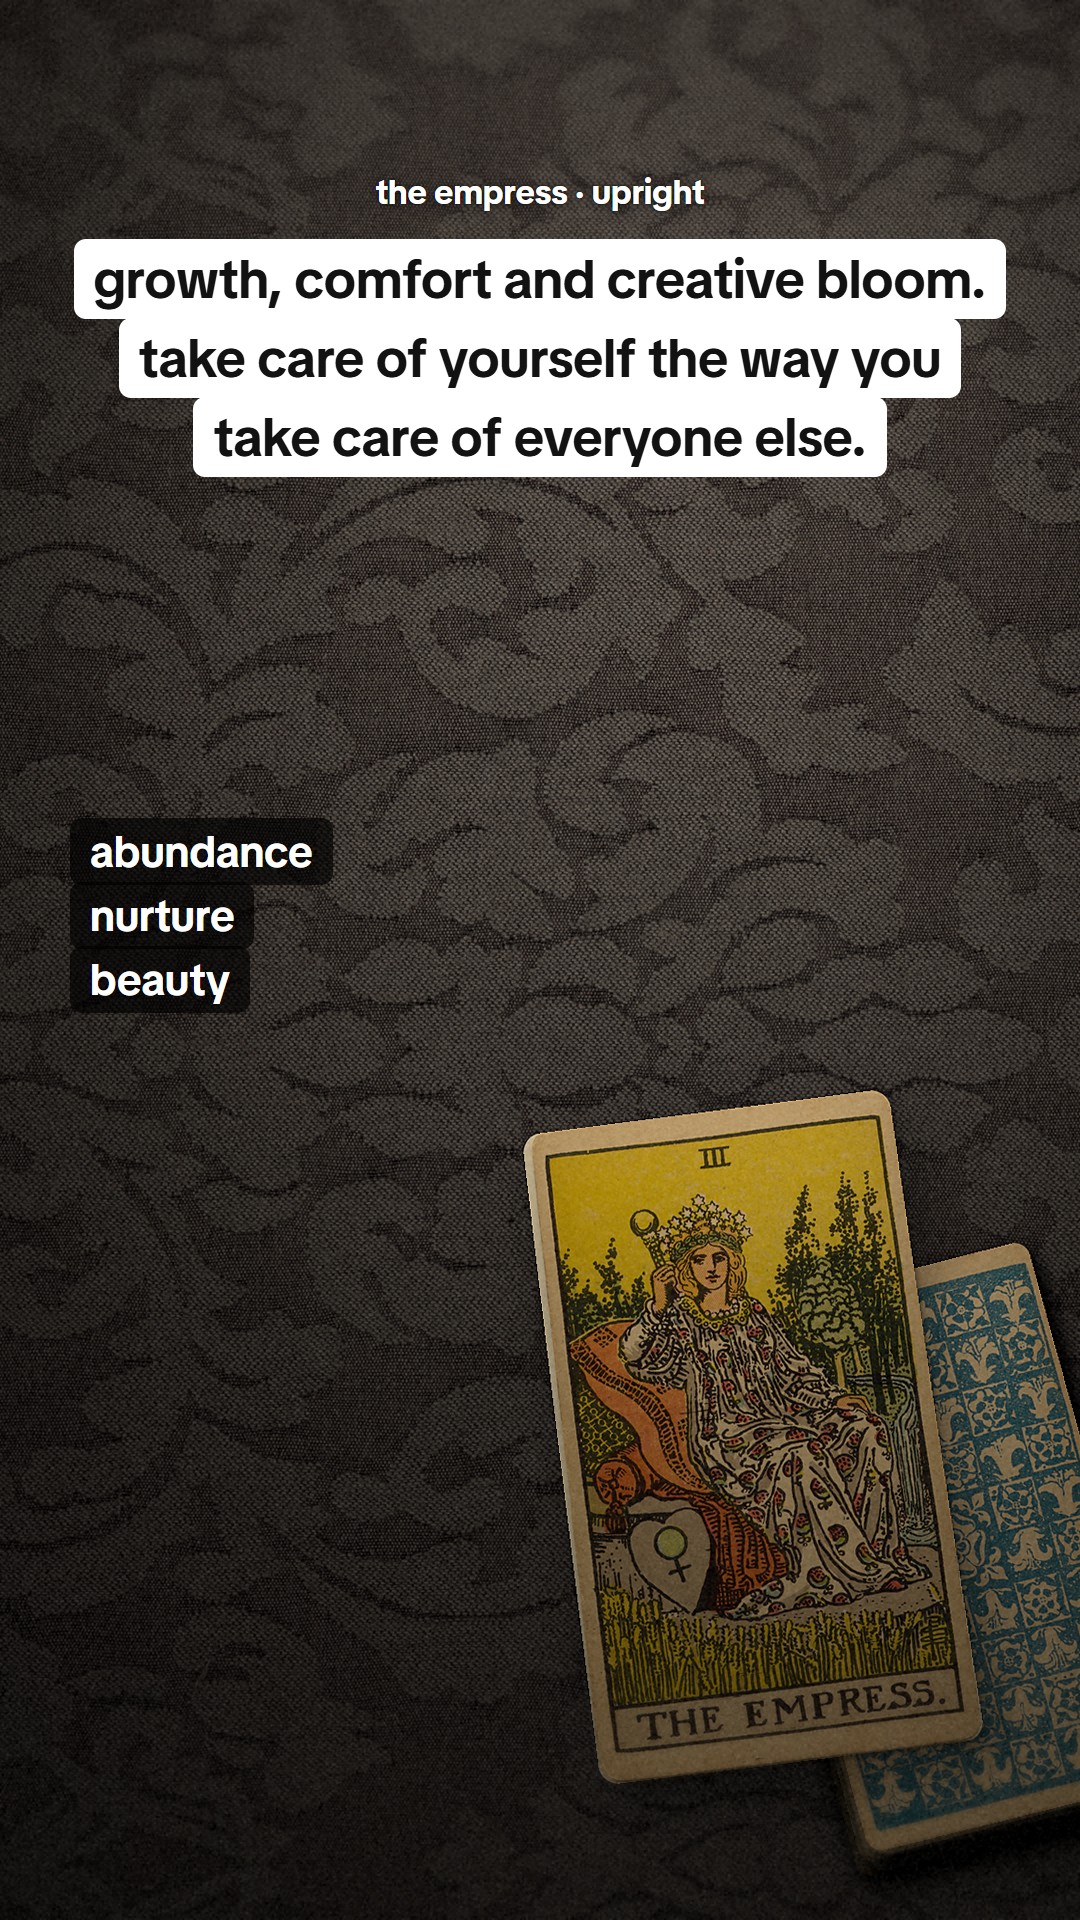 the empress · upright
growth, comfort and creative bloom.
take care of yourself the way you
take care of everyone else.
abundance
nurture
beauty
III
THE EMPRESS.